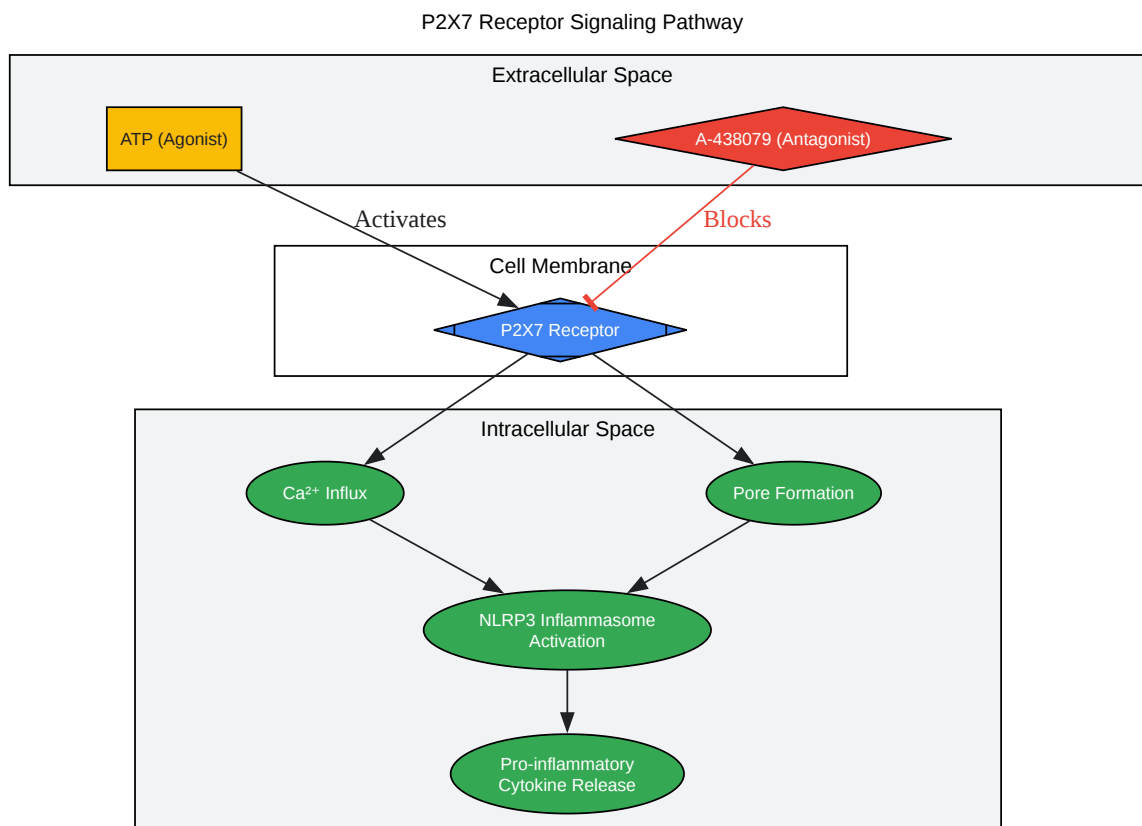 P2X7 Receptor Signaling Pathway
Extracellular Space
ATP (Agonist)
A-438079 (Antagonist)
Activates
Blocks
Cell Membrane
P2X7 Receptor
Intracellular Space
Ca²⁺ Influx
Pore Formation
NLRP3 Inflammasome
Activation
Pro-inflammatory
Cytokine Release